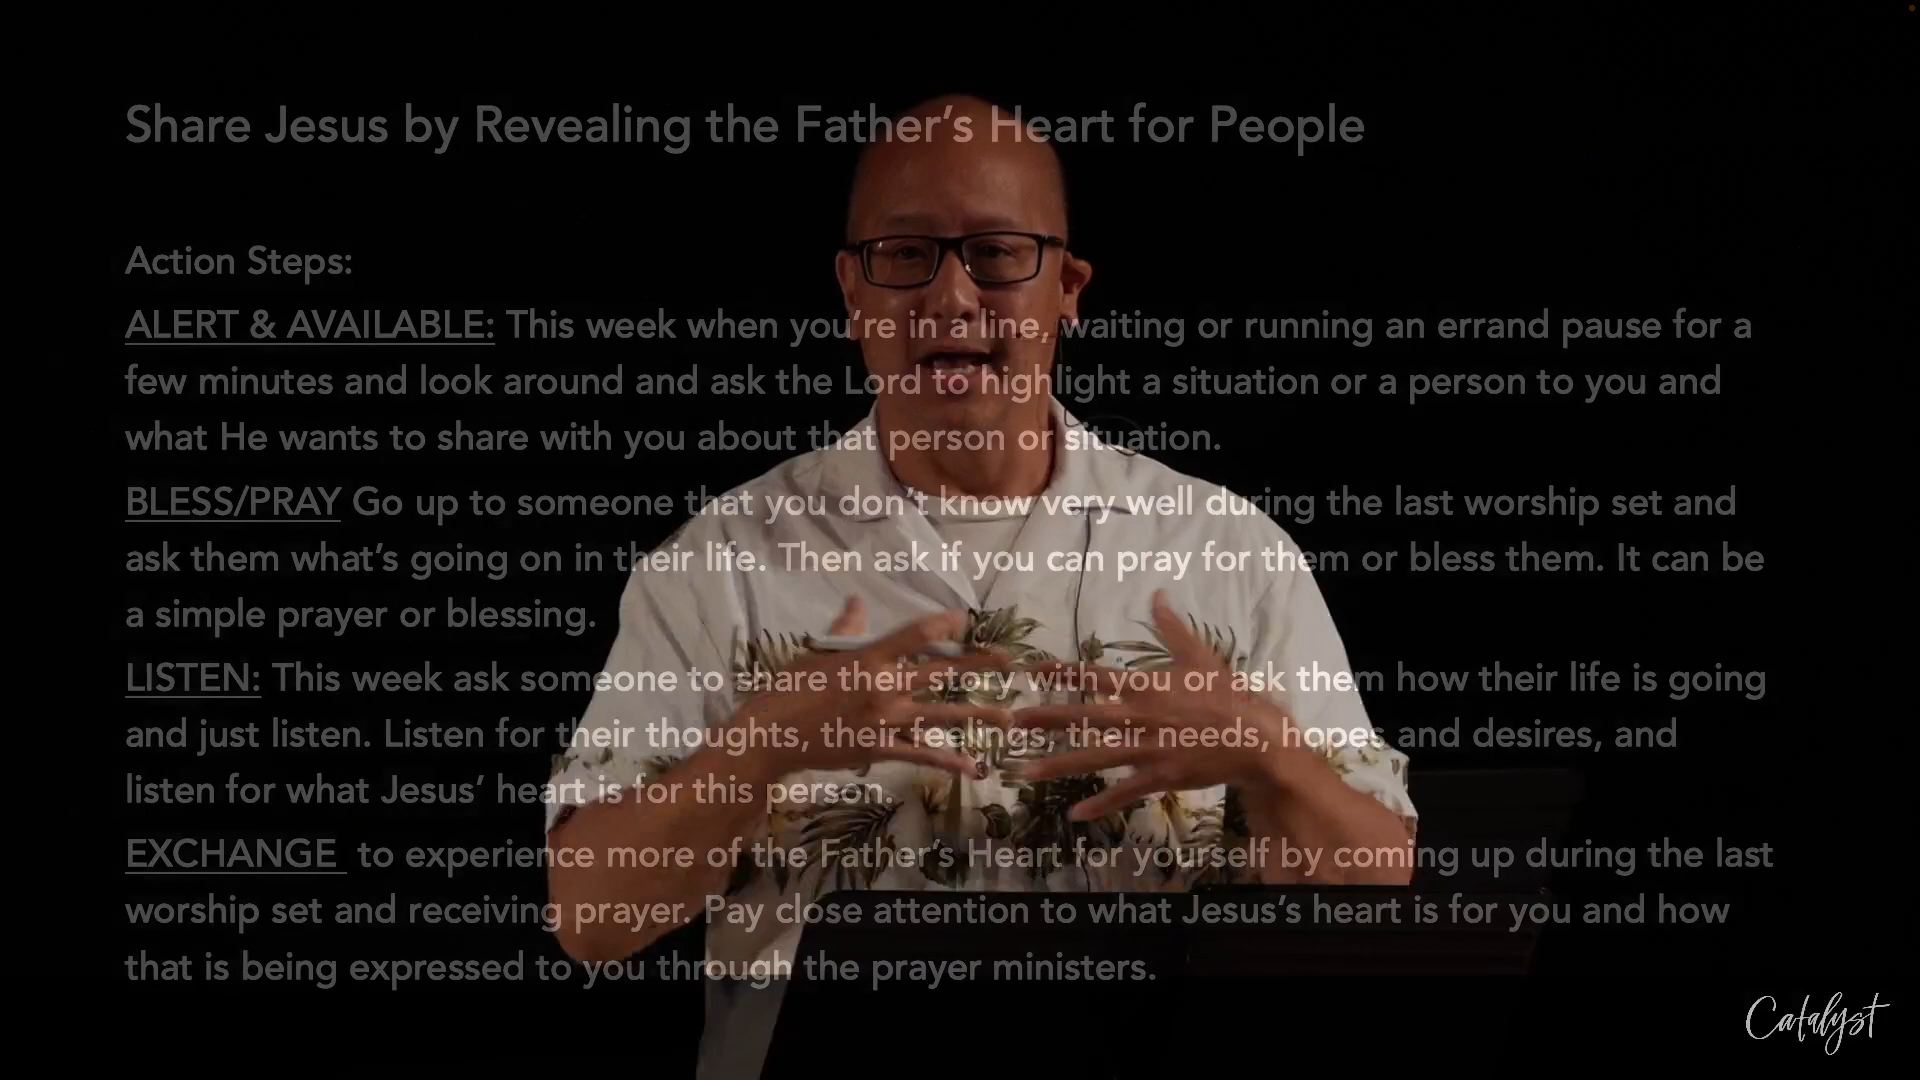 Share Jesus by Revealing the Father’s Heart for People
Action Steps:
ALERT & AVAILABLE: This week when you’re in a line, waiting or running an errand pause for a
few minutes and look around and ask the Lord to highlight a situation or a person to you and
what He wants to share with you about that person or situation.
BLESS/PRAY Go up to someone that you don’t know very well during the last worship set and
ask them what’s going on in their life. Then ask if you can pray for them or bless them. It can be
a simple prayer or blessing.
LISTEN: This week ask someone to share their story with you or ask them how their life is going
and just listen. Listen for their thoughts, their feelings, their needs, hopes and desires, and
listen for what Jesus’ heart is for this person.
EXCHANGE to experience more of the Father’s Heart for yourself by coming up during the last
worship set and receiving prayer. Pay close attention to what Jesus’s heart is for you and how
that is being expressed to you through the prayer ministers.
Catalyst